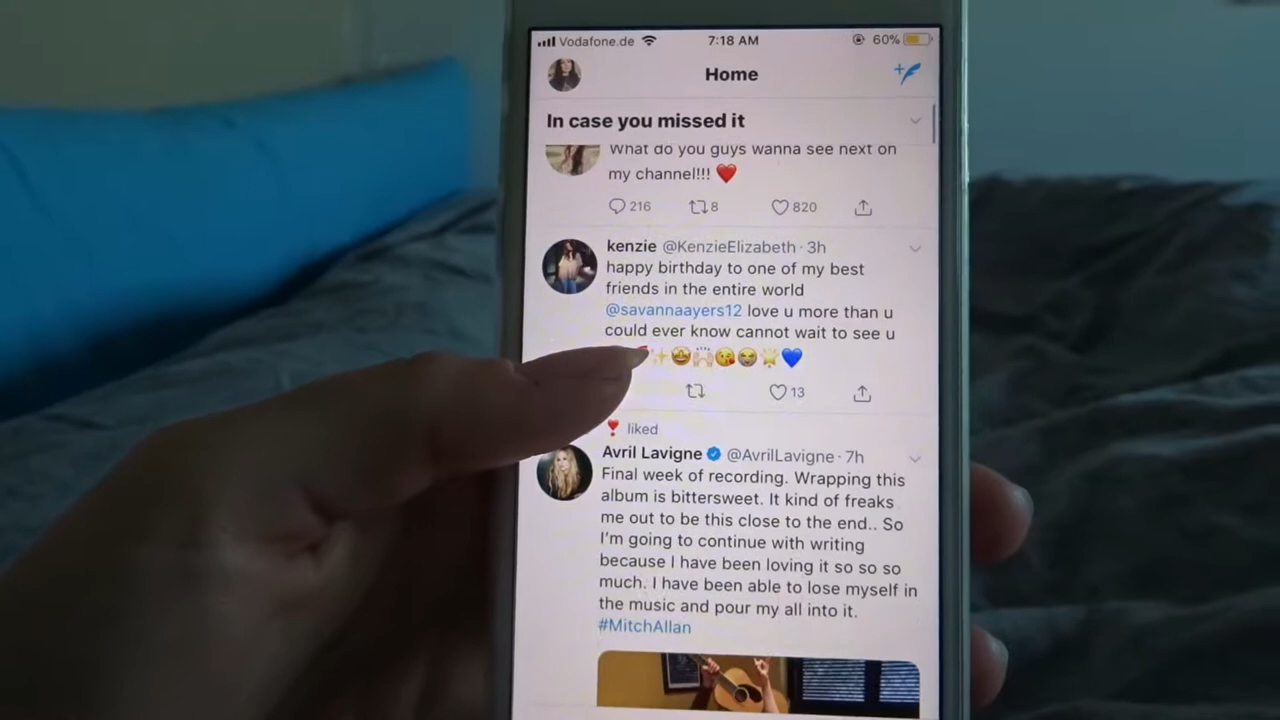 Vodafone.de 7:18 AM 60%
Home
In case you missed it
What do you guys wanna see next on
my channel!!! ❤️
216 8 820
kenzie @KenzieElizabeth · 3h
happy birthday to one of my best
friends in the entire world
@savannaayers12 love u more than u
could ever know cannot wait to see u
✨🤩🙌🏻😘😭🌟💙
13
❣️ liked
Avril Lavigne @AvrilLavigne · 7h
Final week of recording. Wrapping this
album is bittersweet. It kind of freaks
me out to be this close to the end.. So
I'm going to continue with writing
because I have been loving it so so so
much. I have been able to lose myself in
the music and pour my all into it.
#MitchAllan